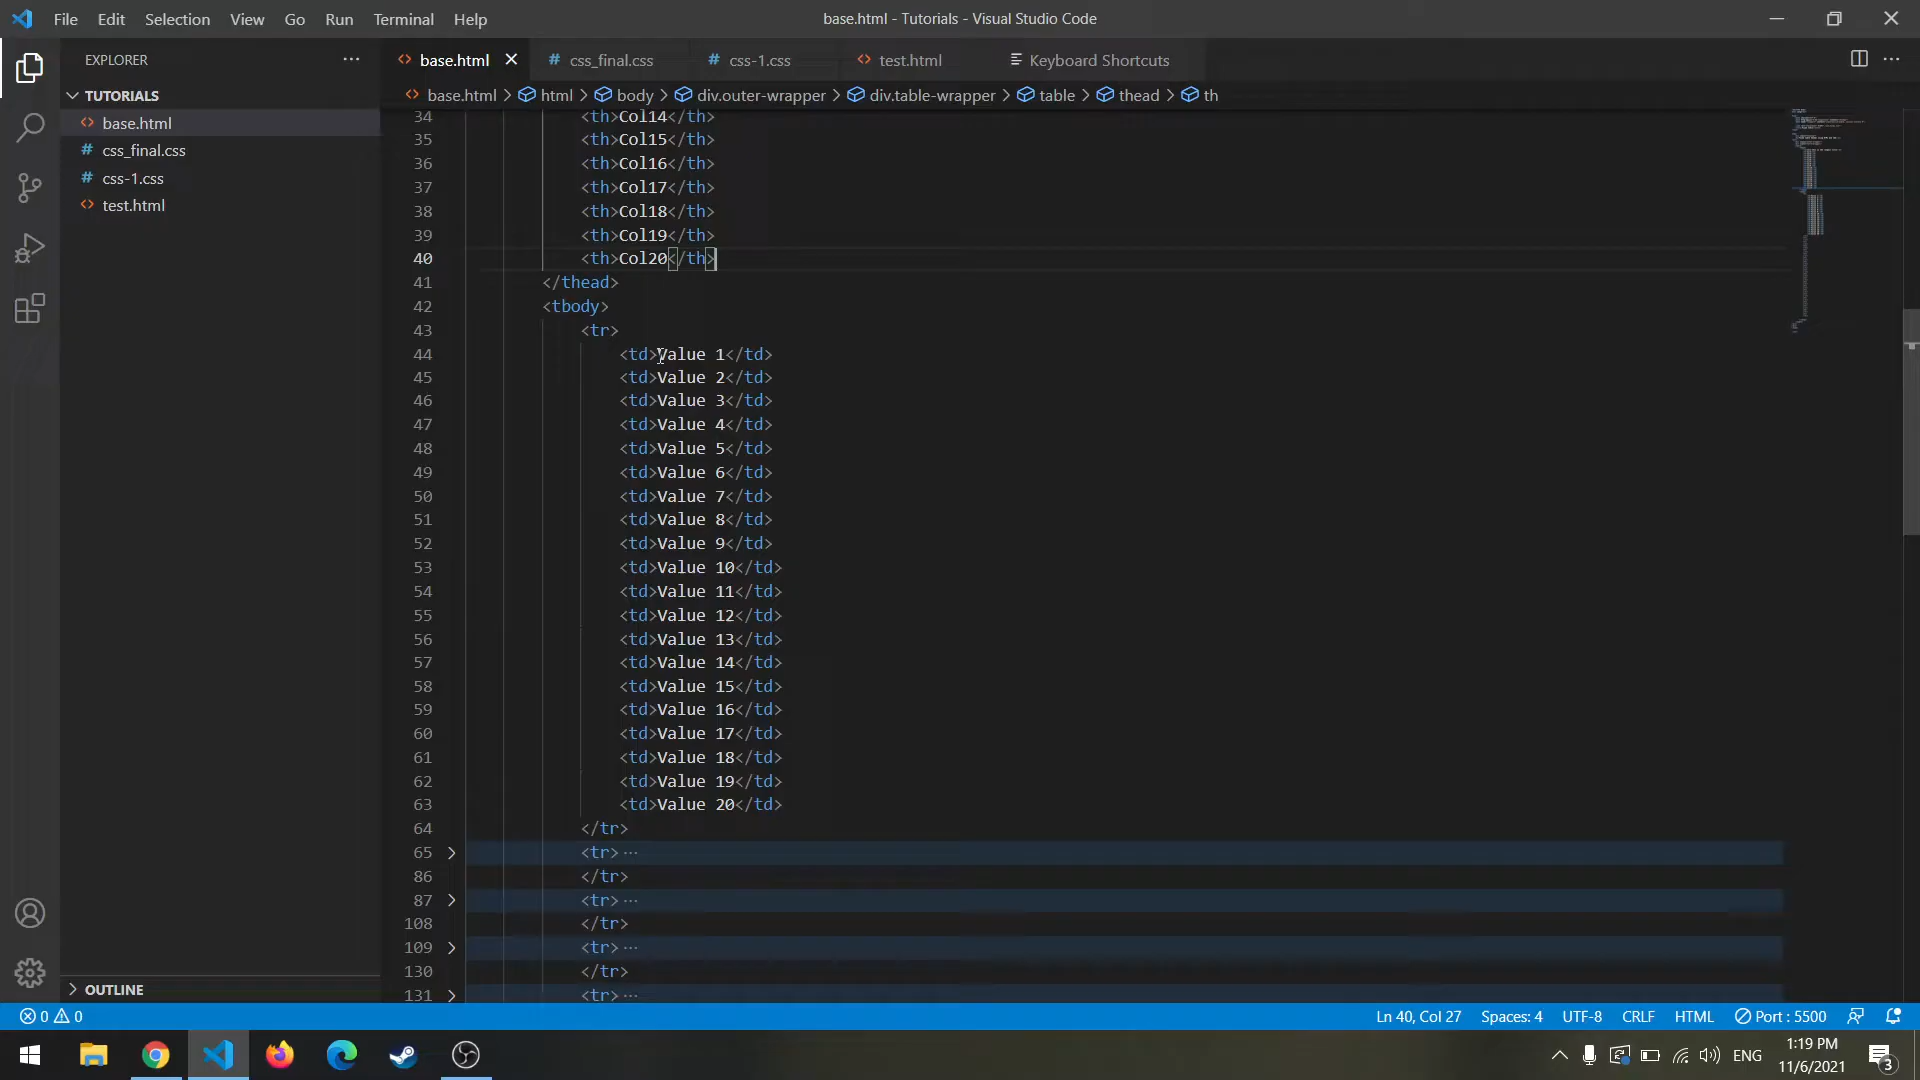 File Edit Selection View Go Run Terminal Help
base.html - Tutorials - Visual Studio Code
EXPLORER
TUTORIALS
base.html
css_final.css
css-1.css
test.html
OUTLINE
base.html css_final.css css-1.css test.html Keyboard Shortcuts
base.html > html > body > div.outer-wrapper > div.table-wrapper > table > thead > th
34 <th>Col14</th>
35 <th>Col15</th>
36 <th>Col16</th>
37 <th>Col17</th>
38 <th>Col18</th>
39 <th>Col19</th>
40 <th>Col20</th>
41 </thead>
42 <tbody>
43 <tr>
44 <td>Value 1</td>
45 <td>Value 2</td>
46 <td>Value 3</td>
47 <td>Value 4</td>
48 <td>Value 5</td>
49 <td>Value 6</td>
50 <td>Value 7</td>
51 <td>Value 8</td>
52 <td>Value 9</td>
53 <td>Value 10</td>
54 <td>Value 11</td>
55 <td>Value 12</td>
56 <td>Value 13</td>
57 <td>Value 14</td>
58 <td>Value 15</td>
59 <td>Value 16</td>
60 <td>Value 17</td>
61 <td>Value 18</td>
62 <td>Value 19</td>
63 <td>Value 20</td>
64 </tr>
65 <tr>···
86 </tr>
87 <tr>···
108 </tr>
109 <tr>···
130 </tr>
131 <tr>···
0 0 Ln 40, Col 27 Spaces: 4 UTF-8 CRLF HTML Port : 5500
ENG
1:19 PM
11/6/2021
3